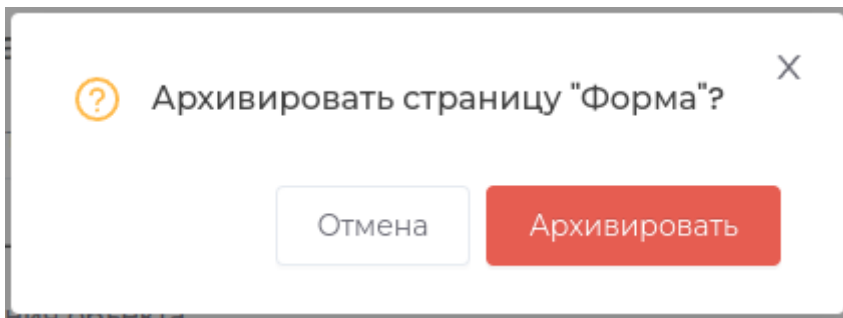 Архивировать страницу "Форма"?
X
Отмена
Архивировать